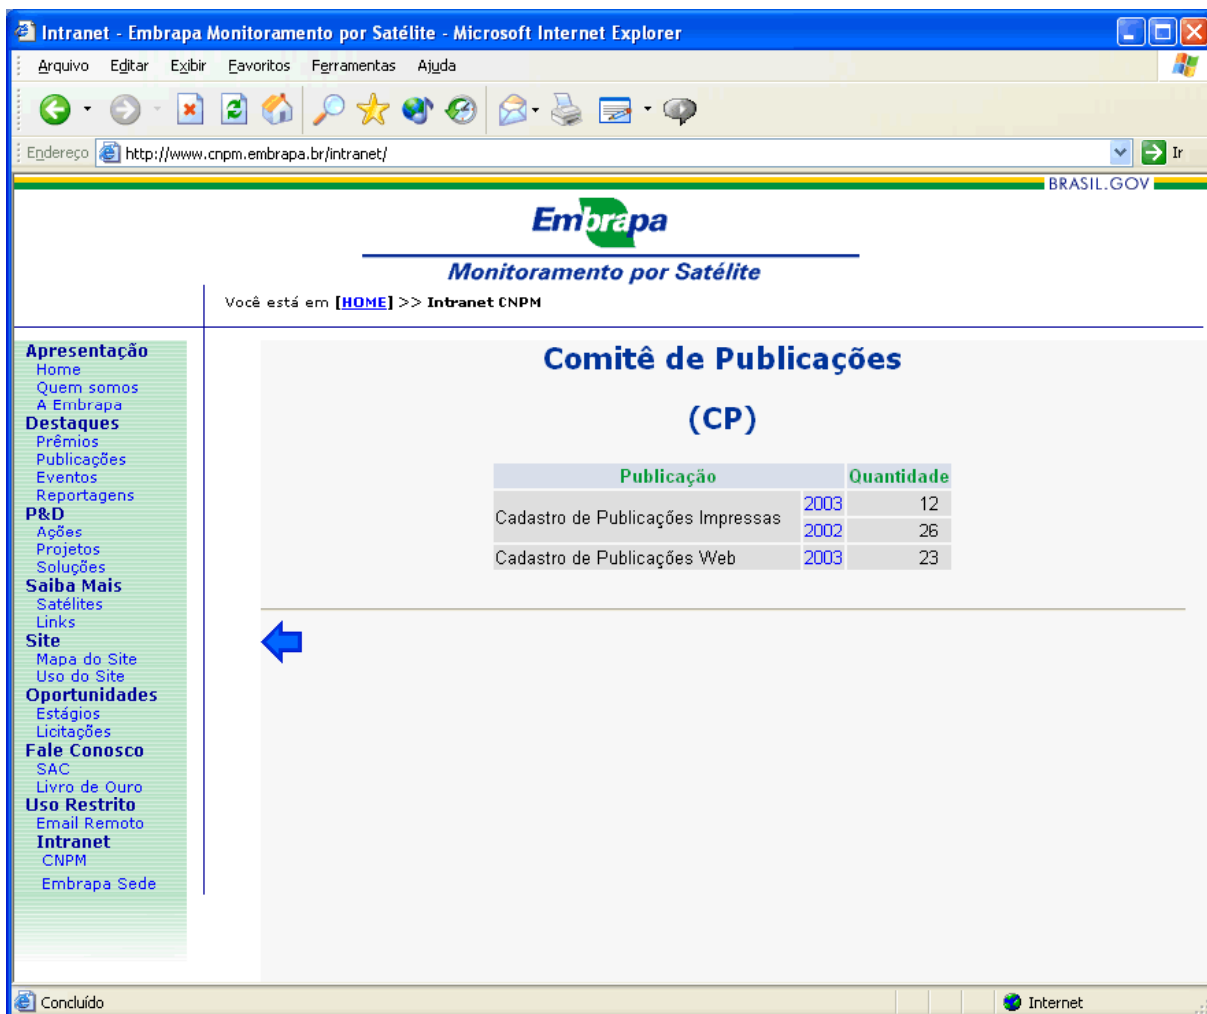 Intranet - Embrapa Monitoramento por Satélite - Microsoft Internet Explorer
Arquivo Editar Exibir Favoritos Ferramentas Ajuda
Endereço http://www.cnpm.embrapa.br/intranet/ Ir
BRASIL.GOV
Embrapa
Monitoramento por Satélite
Você está em [HOME] >> Intranet CNPM
Apresentação
Home
Quem somos
A Embrapa
Destaques
Prêmios
Publicações
Eventos
Reportagens
P&D
Ações
Projetos
Soluções
Saiba Mais
Satélites
Links
Site
Mapa do Site
Uso do Site
Oportunidades
Estágios
Licitações
Fale Conosco
SAC
Livro de Ouro
Uso Restrito
Email Remoto
Intranet
CNPM
Embrapa Sede
Comitê de Publicações
(CP)
Publicação Quantidade
Cadastro de Publicações Impressas 2003 12
2002 26
Cadastro de Publicações Web 2003 23
Concluído Internet